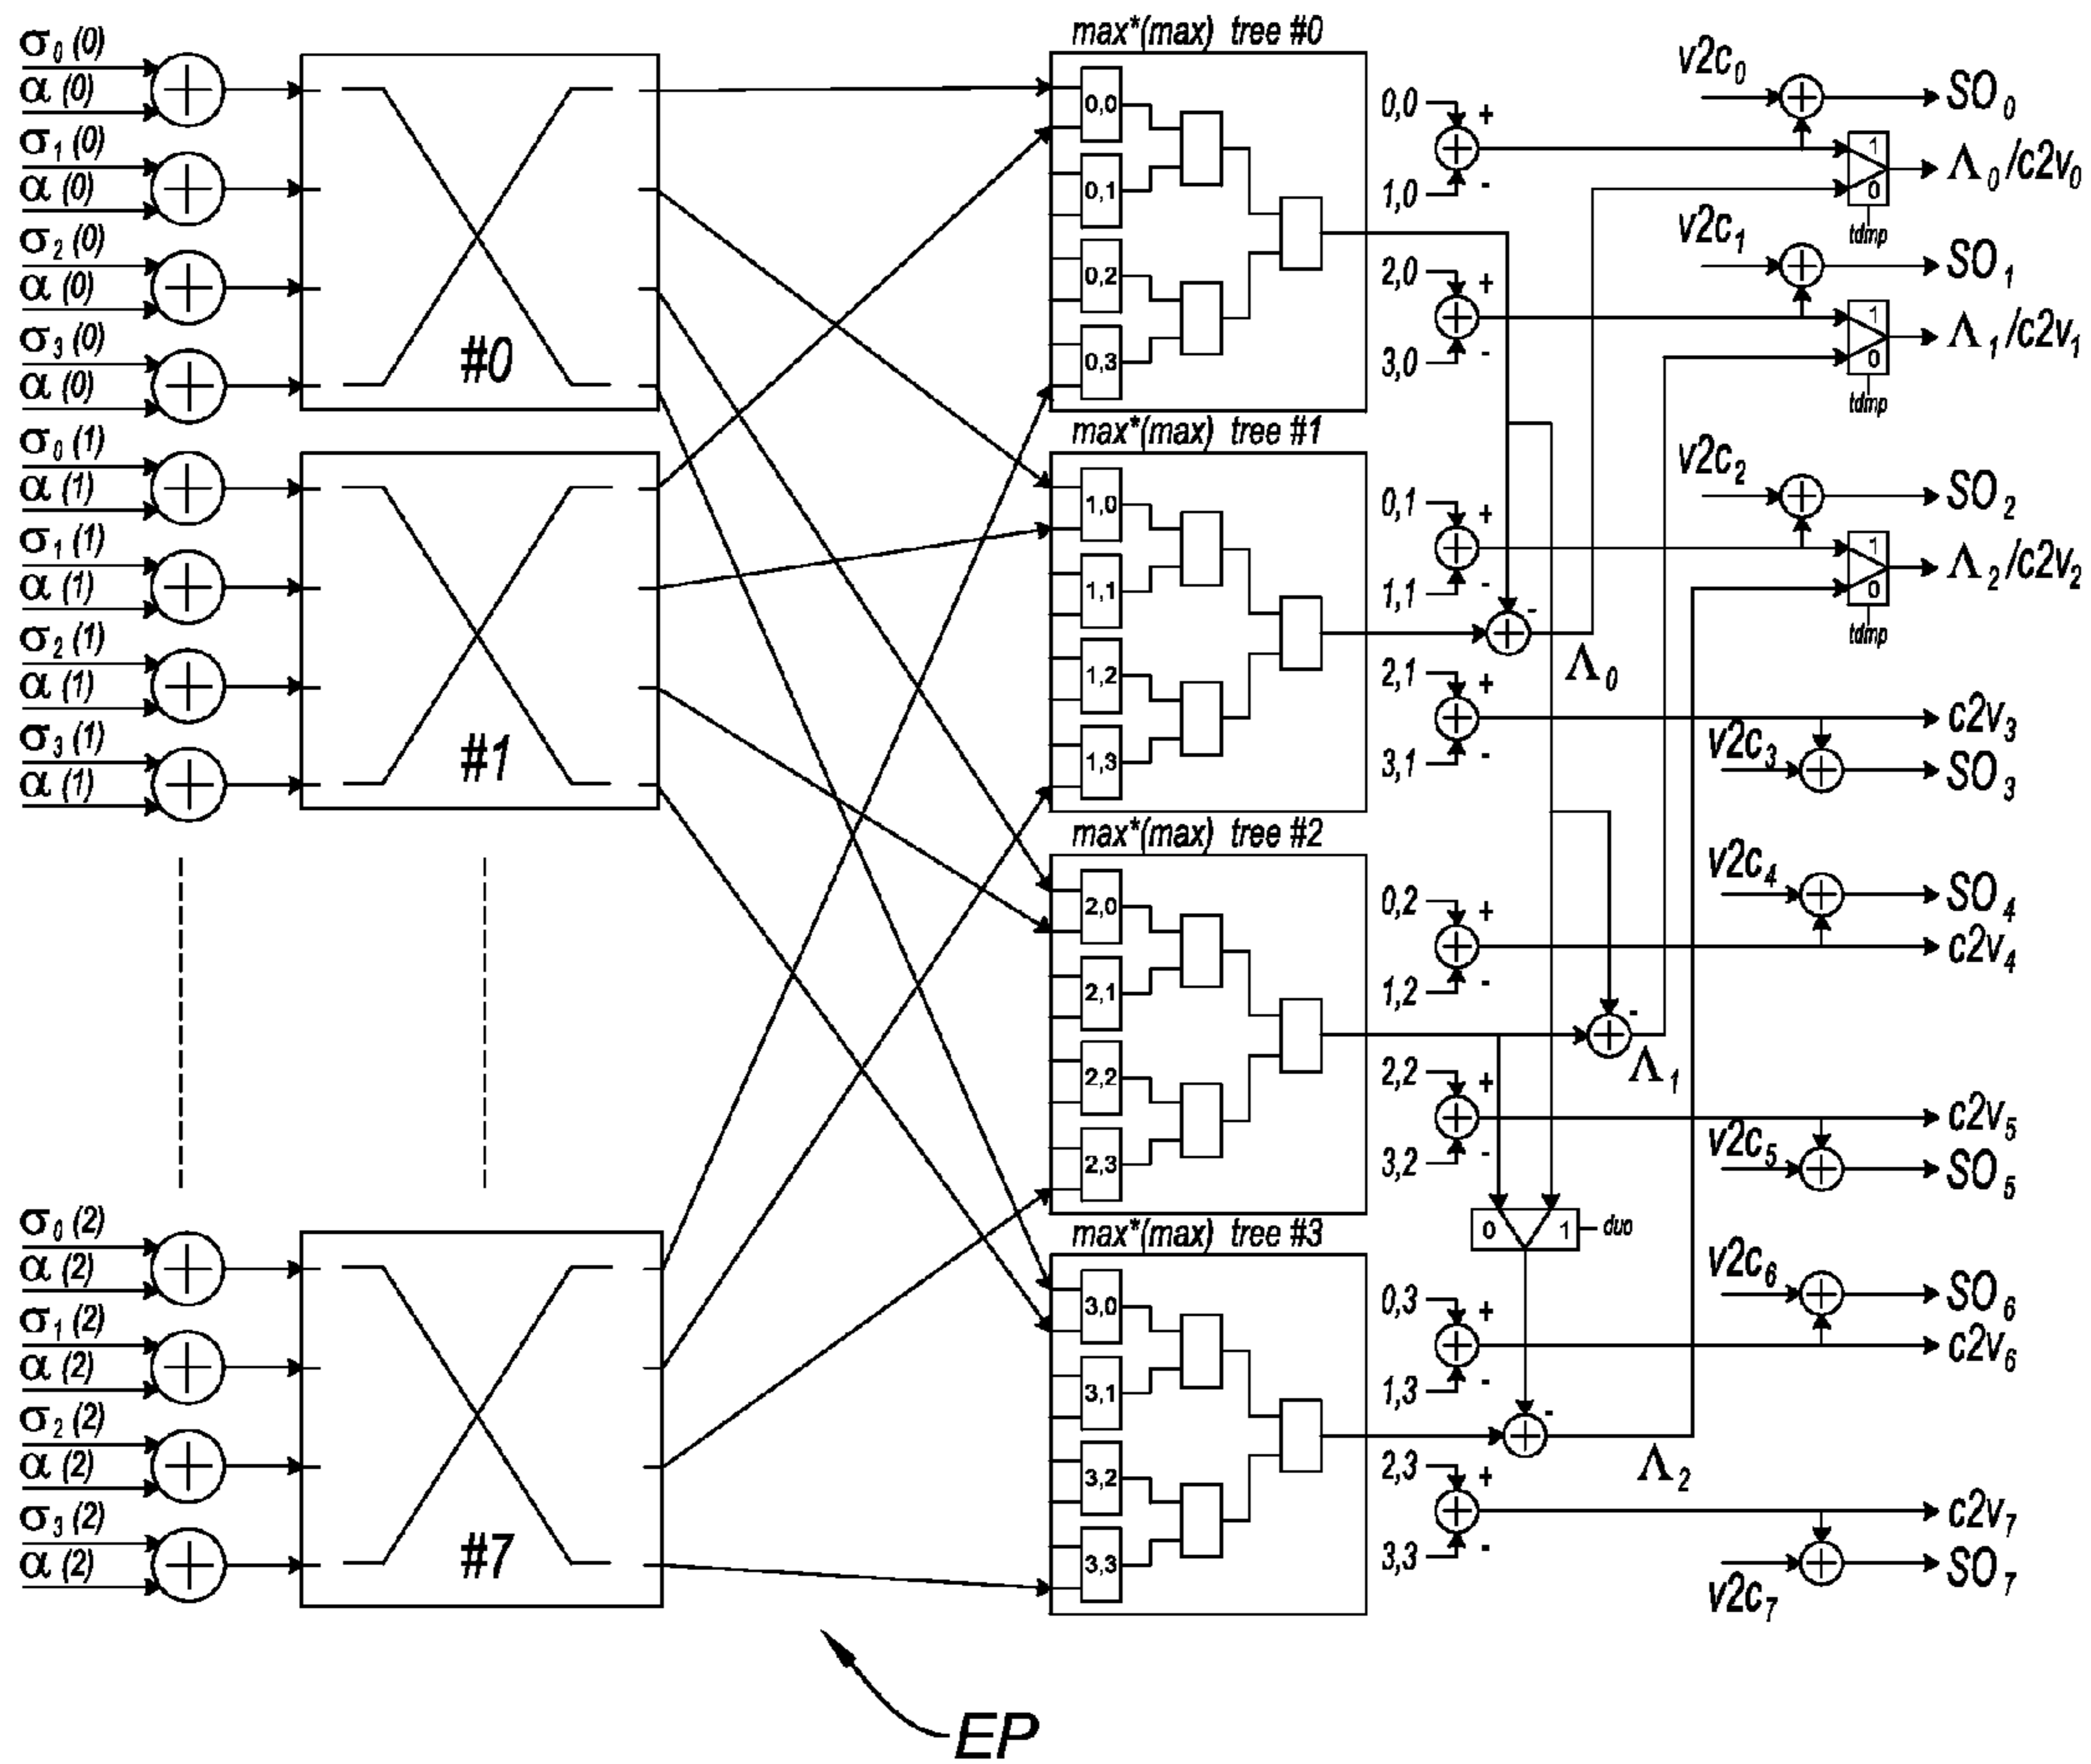 σ0 (0)
α (0)
σ1 (0)
α (0)
σ2 (0)
α (0)
σ3 (0)
α (0)
#0
σ0 (1)
α (1)
σ1 (1)
α (1)
σ2 (1)
α (1)
σ3 (1)
α (1)
#1
σ0 (2)
α (2)
σ1 (2)
α (2)
σ2 (2)
α (2)
σ3 (2)
α (2)
#7
max*(max) tree #0
0,0
0,1
0,2
0,3
max*(max) tree #1
1,0
1,1
1,2
1,3
max*(max) tree #2
2,0
2,1
2,2
2,3
max*(max) tree #3
3,0
3,1
3,2
3,3
0,0 +
1,0 -
2,0 +
3,0 -
0,1 +
1,1 -
-
Λ0
2,1 +
3,1 -
0,2 +
1,2 -
-
Λ1
2,2 +
3,2 -
0 1 duo
0,3 +
1,3 -
-
Λ2
2,3 +
3,3 -
v2c0
SO0
1
0
tdmp
Λ0/c2v0
v2c1
SO1
1
0
tdmp
Λ1/c2v1
v2c2
SO2
1
0
tdmp
Λ2/c2v2
c2v3
v2c3
SO3
v2c4
SO4
c2v4
c2v5
v2c5
SO5
v2c6
SO6
c2v6
c2v7
SO7
v2c7
EP